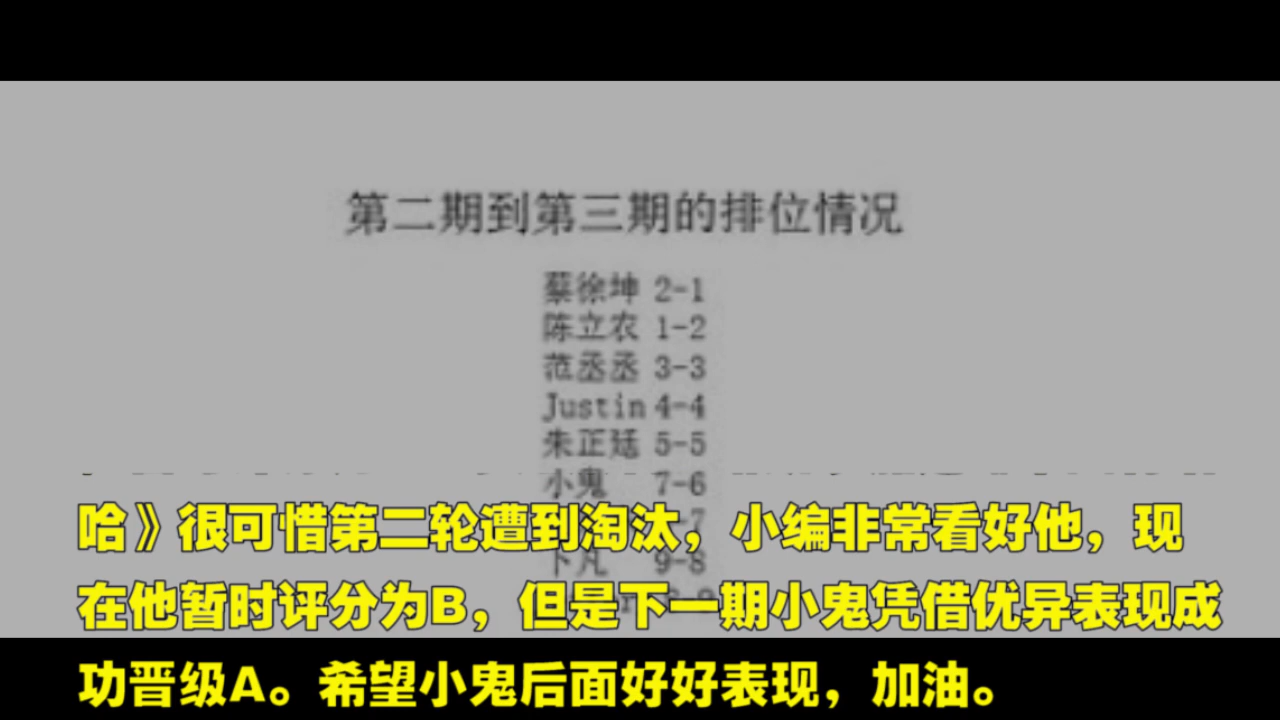 第二期到第三期的排位情况
蔡徐坤 2-1
陈立农 1-2
范丞丞 3-3
Justin 4-4
朱正廷 5-5
小鬼 7-6
-7
卜凡 9-8
哈》很可惜第二轮遭到淘汰，小编非常看好他，现
在他暂时评分为B，但是下一期小鬼凭借优异表现成
功晋级A。希望小鬼后面好好表现，加油。